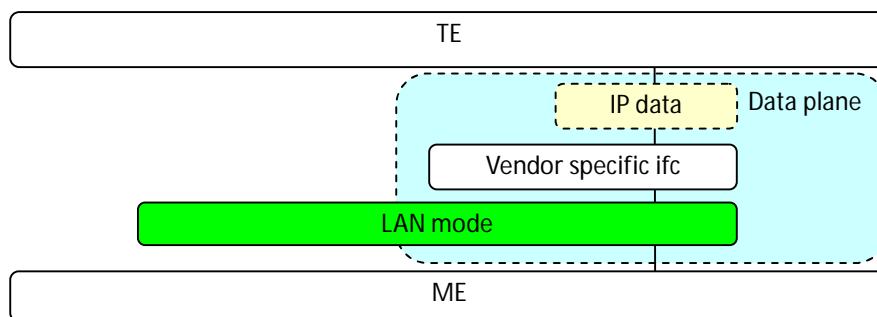 TE
IP data
Data plane
Vendor specific ifc
LAN mode
ME